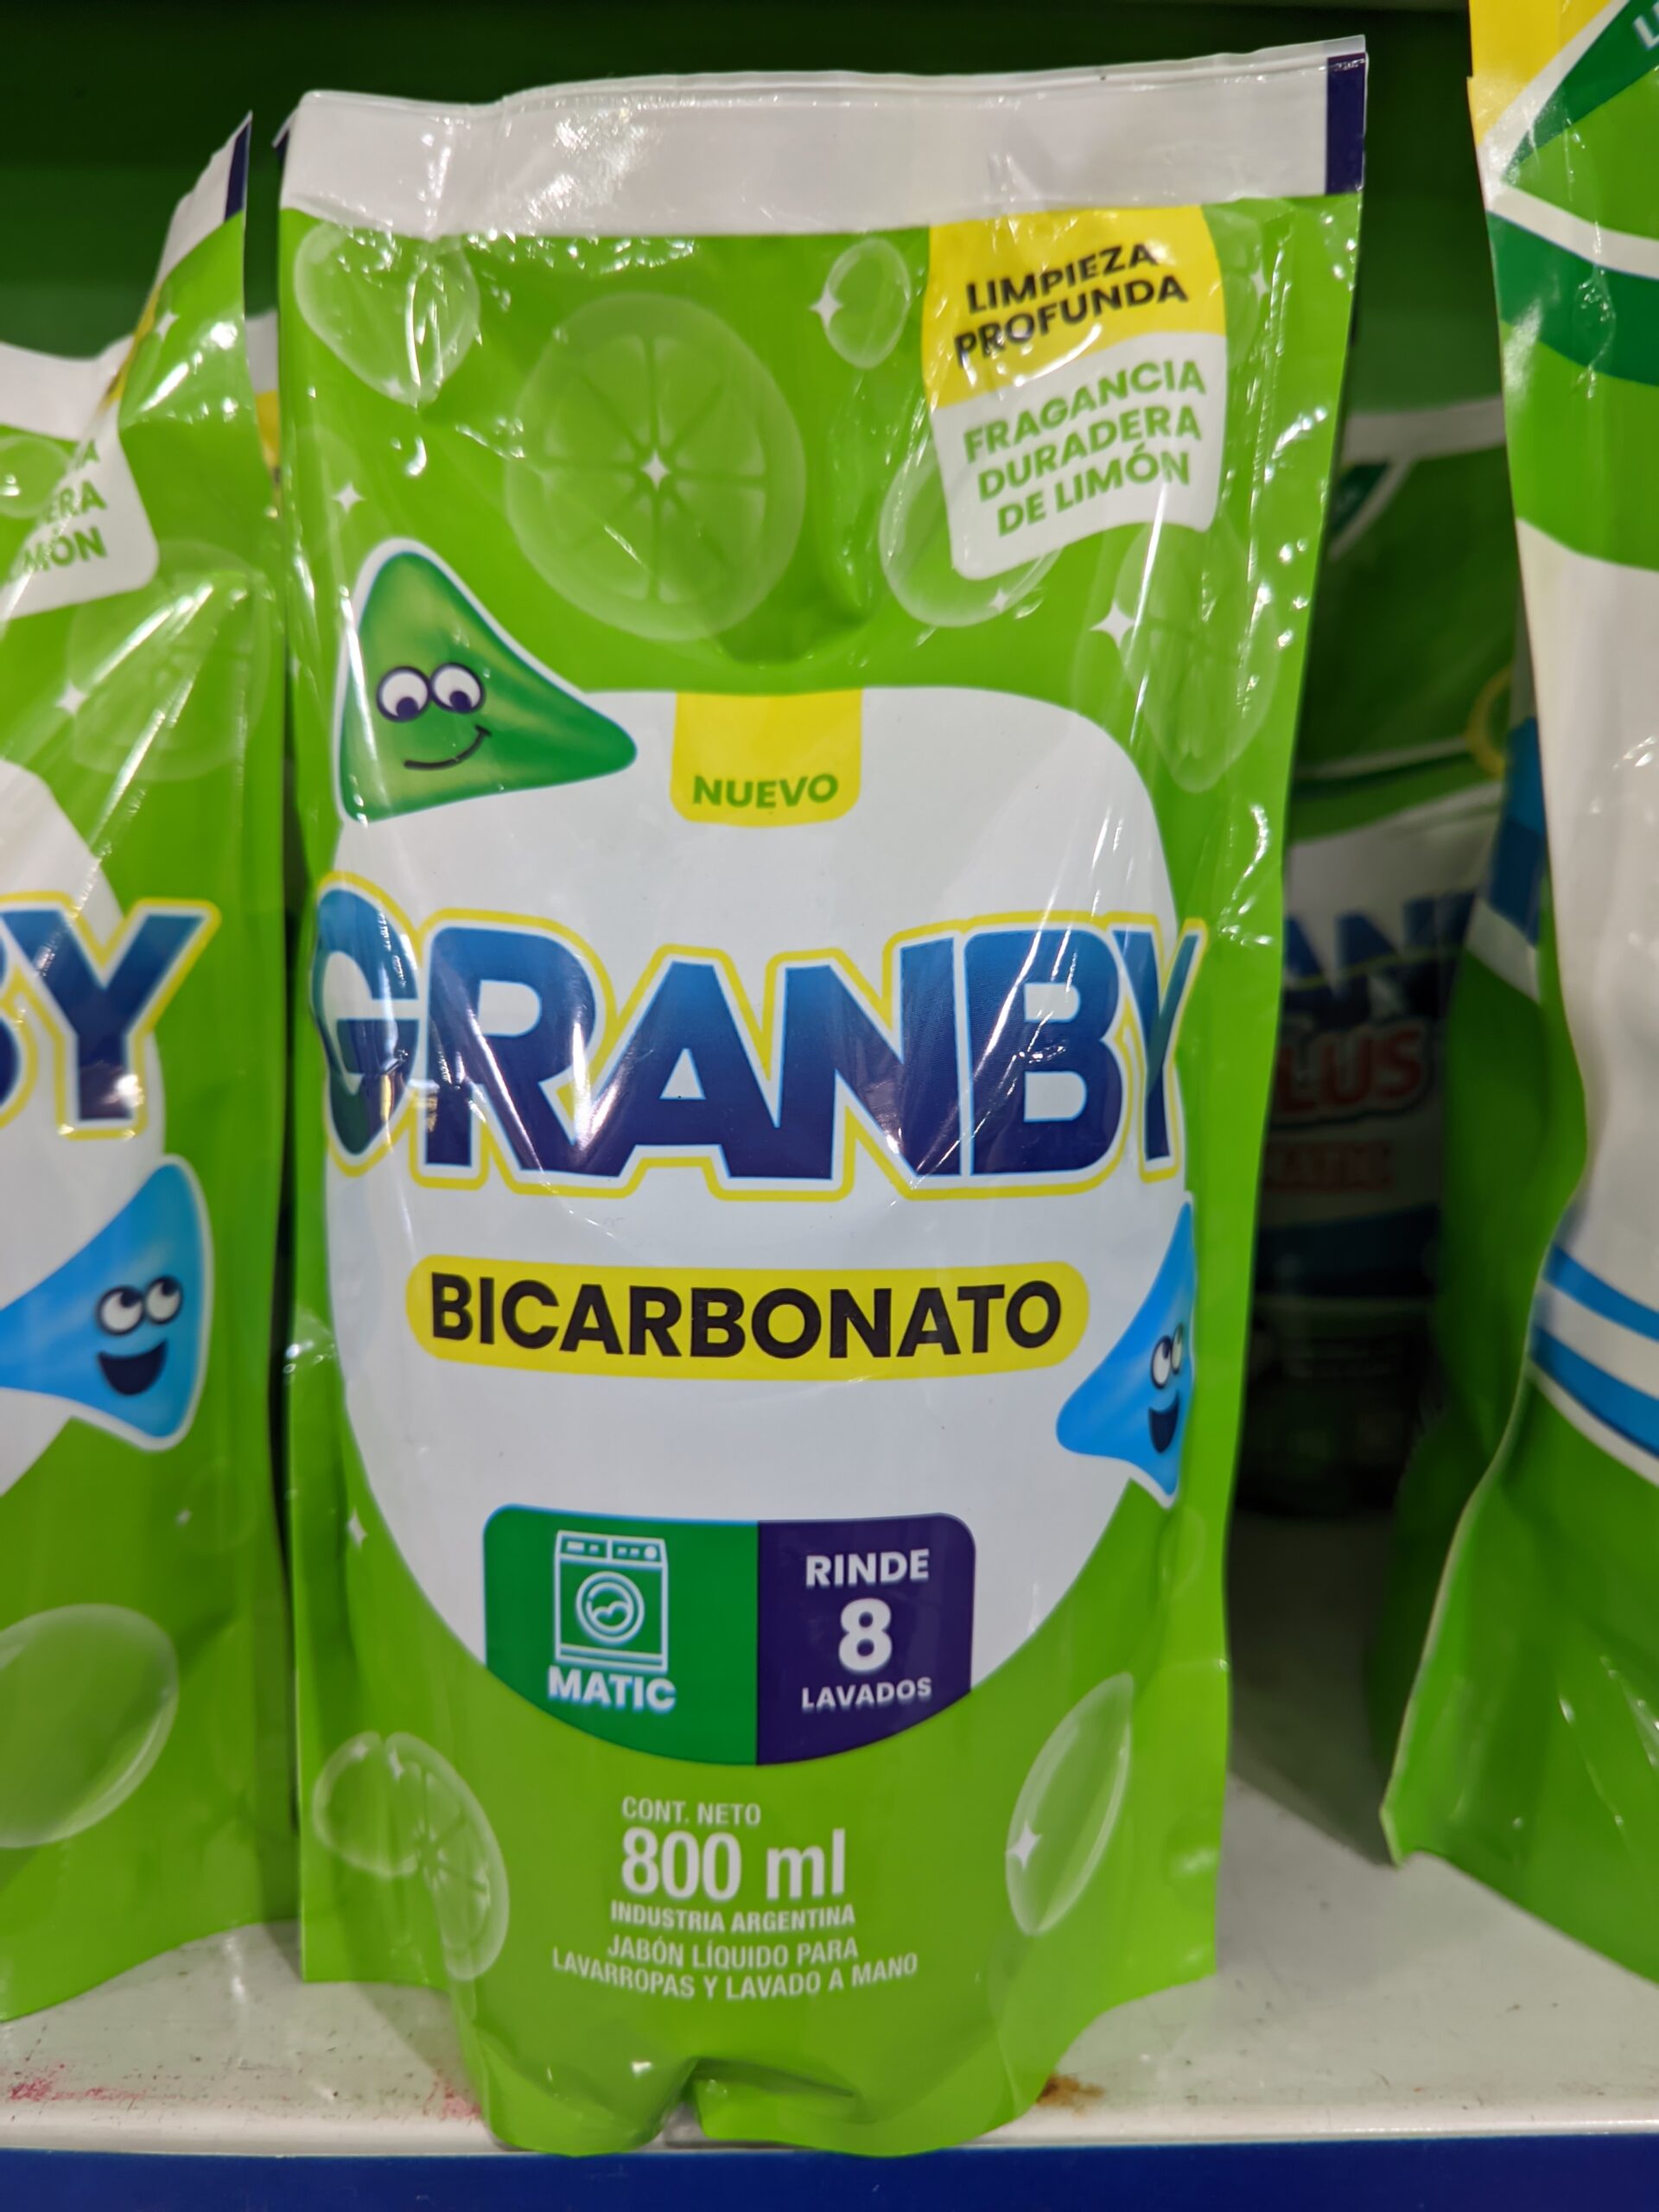 LIMPIEZA
PROFUNDA
FRAGANCIA
DURADERA
DE LIMÓN
NUEVO
GRANBY
BICARBONATO
MATIC
RINDE
8
LAVADOS
CONT. NETO
800 ml
INDUSTRIA ARGENTINA
JABÓN LÍQUIDO PARA
LAVARROPAS Y LAVADO A MANO